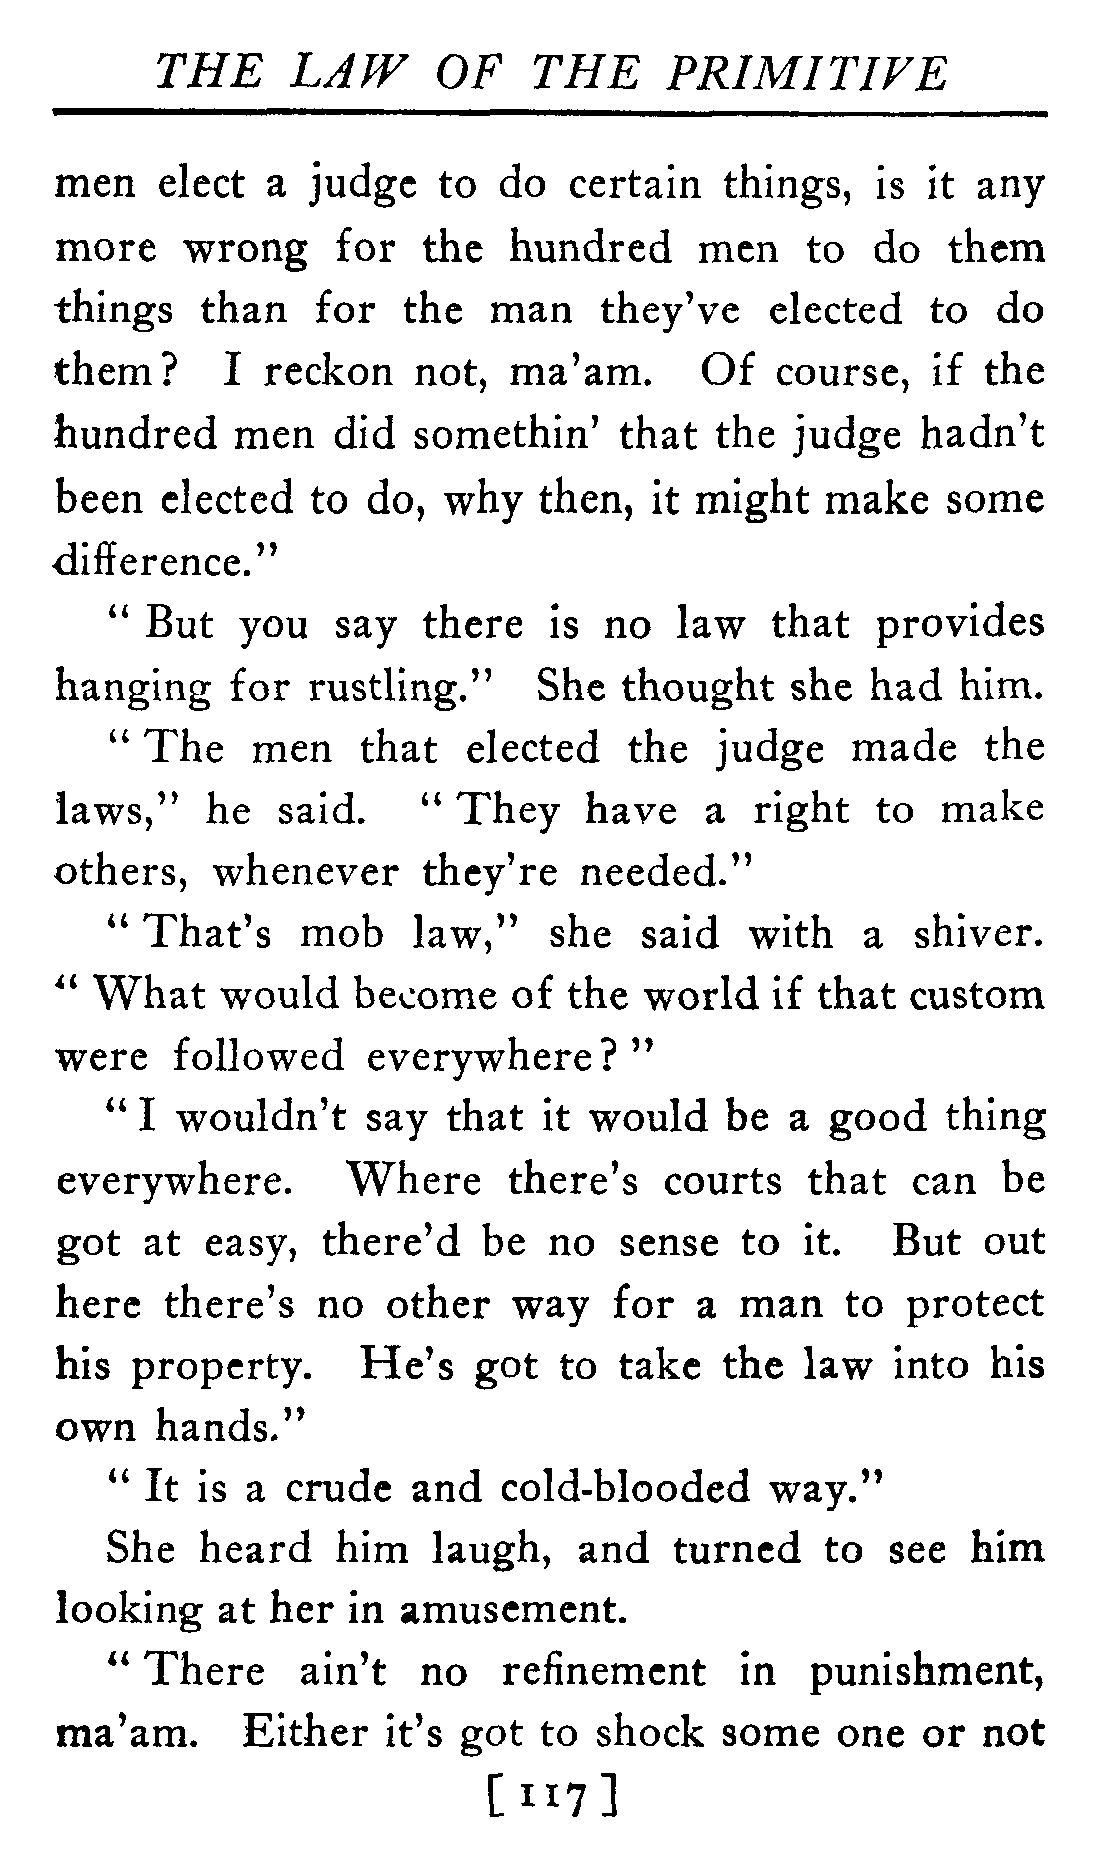 THE LAW OF THE PRIMITIVE
men elect a judge to do certain things, is it any
more wrong for the hundred men to do them
things than for the man they've elected to do
them? I reckon not, ma'am. Of course, if the
hundred men did somethin' that the judge hadn't
been elected to do, why then, it might make some
difference."
" But you say there is no law that provides
hanging for rustling." She thought she had him.
" The men that elected the judge made the
laws," he said. " They have a right to make
others, whenever they're needed."
" That's mob law," she said with a shiver.
" What would become of the world if that custom
were followed everywhere? "
" I wouldn't say that it would be a good thing
everywhere. Where there's courts that can be
got at easy, there'd be no sense to it. But out
here there's no other way for a man to protect
his property. He's got to take the law into his
own hands."
" It is a crude and cold-blooded way."
She heard him laugh, and turned to see him
looking at her in amusement.
" There ain't no refinement in punishment,
ma'am. Either it's got to shock some one or not
[ 117 ]